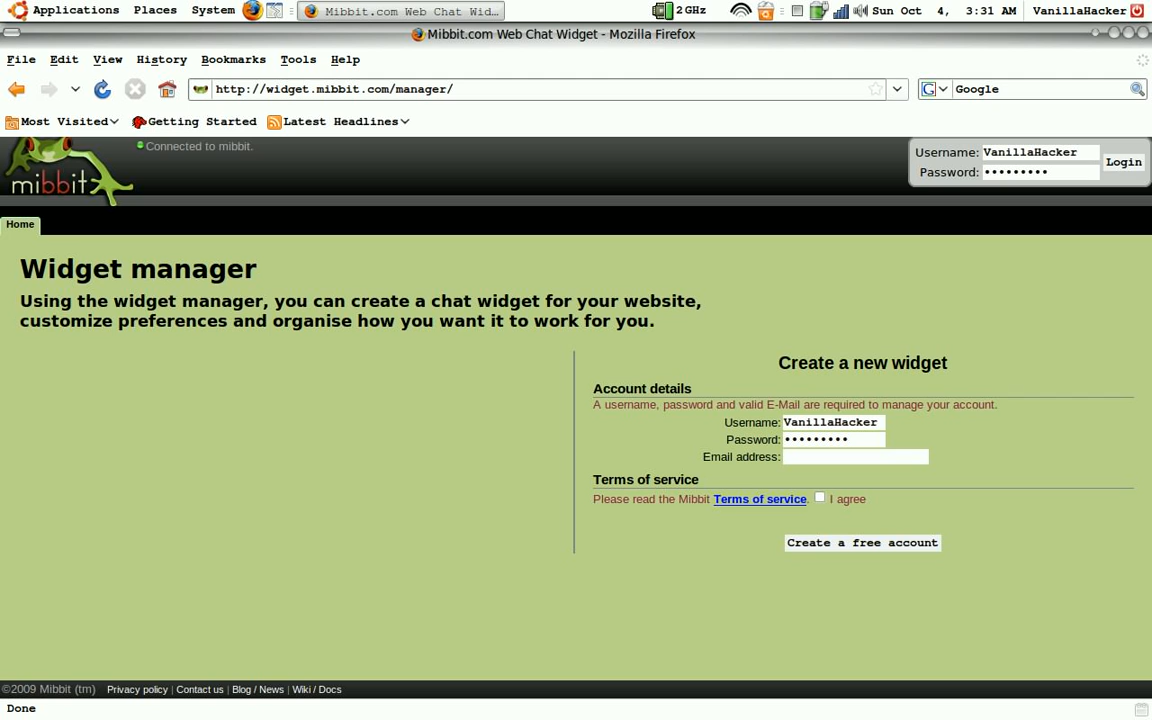 Applications Places System Mibbit.com Web Chat Wid... 2 GHz Sun Oct 4, 3:31 AM VanillaHacker
Mibbit.com Web Chat Widget - Mozilla Firefox
File Edit View History Bookmarks Tools Help
http://widget.mibbit.com/manager/ G Google
Most Visited Getting Started Latest Headlines
mibbit
Connected to mibbit.
Username: VanillaHacker
Password: •••••••••
Login
Home
Widget manager
Using the widget manager, you can create a chat widget for your website,
customize preferences and organise how you want it to work for you.
Create a new widget
Account details
A username, password and valid E-Mail are required to manage your account.
Username: VanillaHacker
Password: •••••••••
Email address:
Terms of service
Please read the Mibbit Terms of service. I agree
Create a free account
©2009 Mibbit (tm) Privacy policy | Contact us | Blog / News | Wiki / Docs
Done